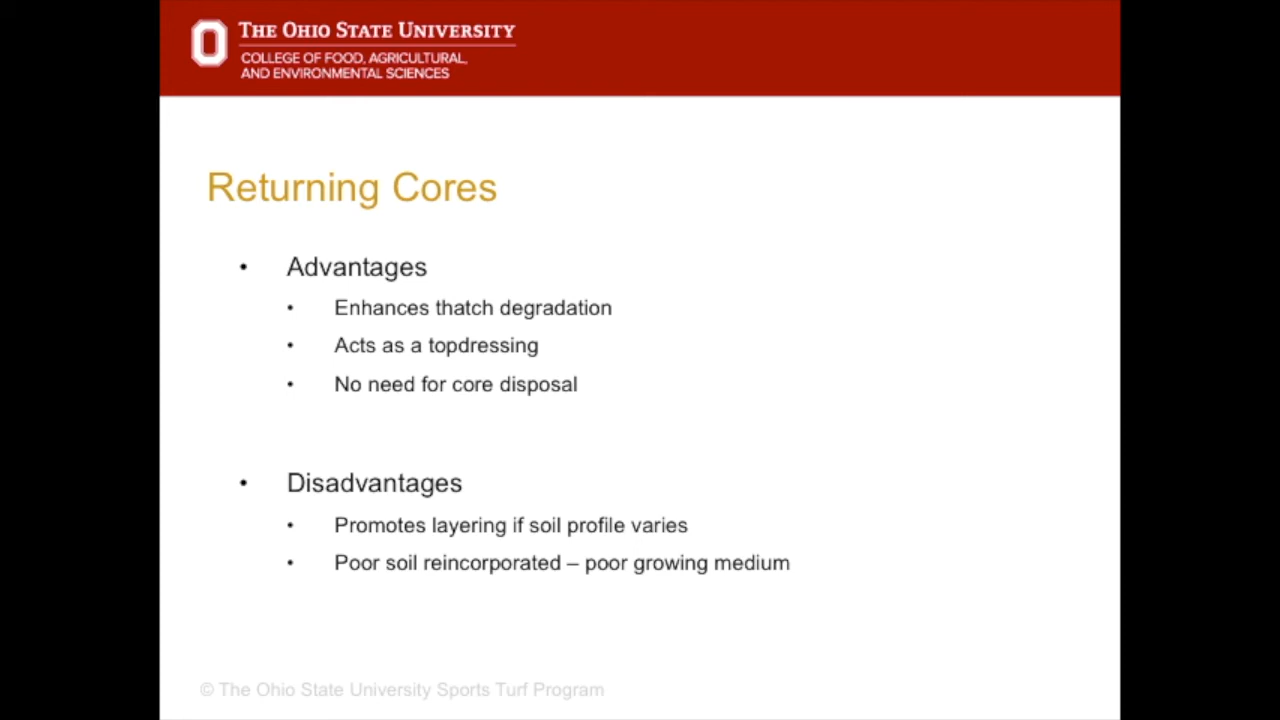 THE OHIO STATE UNIVERSITY
COLLEGE OF FOOD, AGRICULTURAL,
AND ENVIRONMENTAL SCIENCES
Returning Cores
• Advantages
• Enhances thatch degradation
• Acts as a topdressing
• No need for core disposal
• Disadvantages
• Promotes layering if soil profile varies
• Poor soil reincorporated – poor growing medium
© The Ohio State University Sports Turf Program